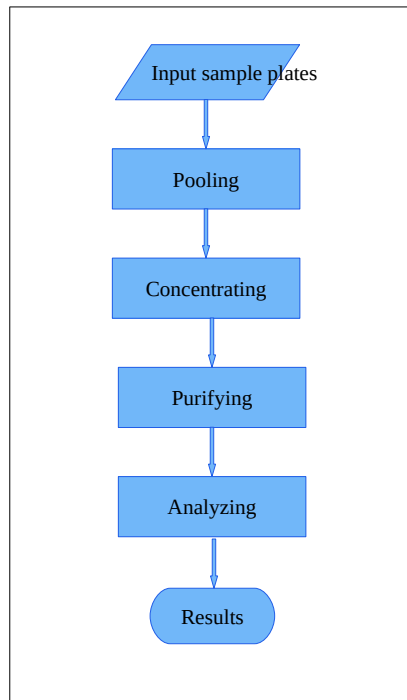 Input sample plates
Pooling
Concentrating
Purifying
Analyzing
Results